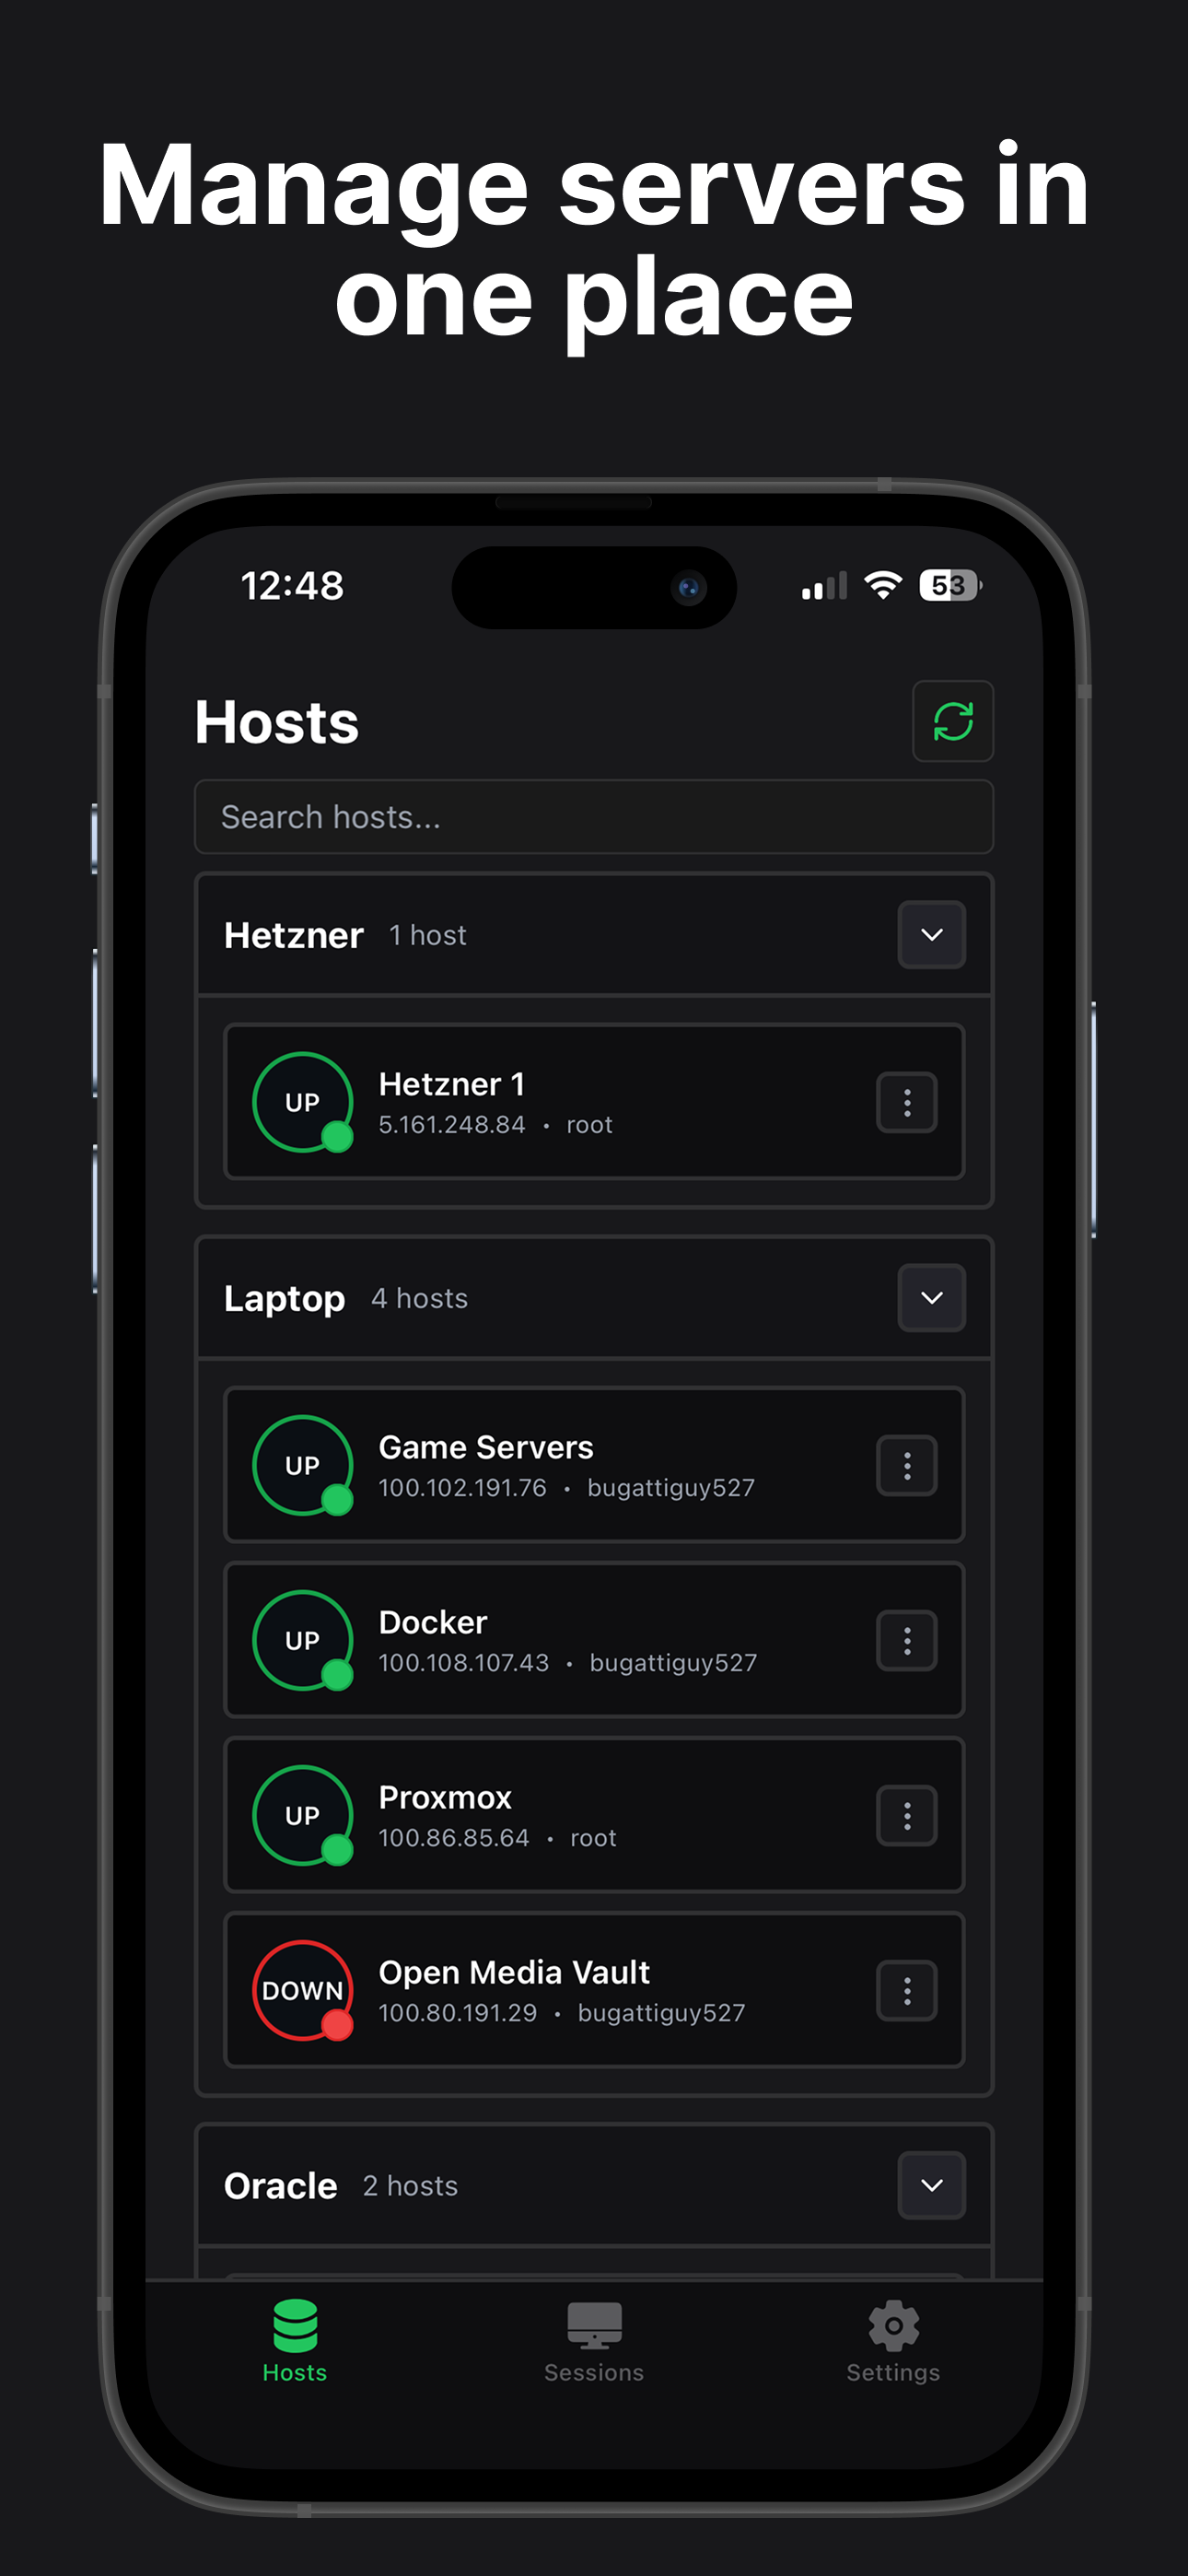 Manage servers in
one place
12:48
53
Hosts
Search hosts...
Hetzner 1 host
UP
Hetzner 1
5.161.248.84 • root
Laptop 4 hosts
UP
Game Servers
100.102.191.76 • bugattiguy527
UP
Docker
100.108.107.43 • bugattiguy527
UP
Proxmox
100.86.85.64 • root
DOWN
Open Media Vault
100.80.191.29 • bugattiguy527
Oracle 2 hosts
Hosts Sessions Settings